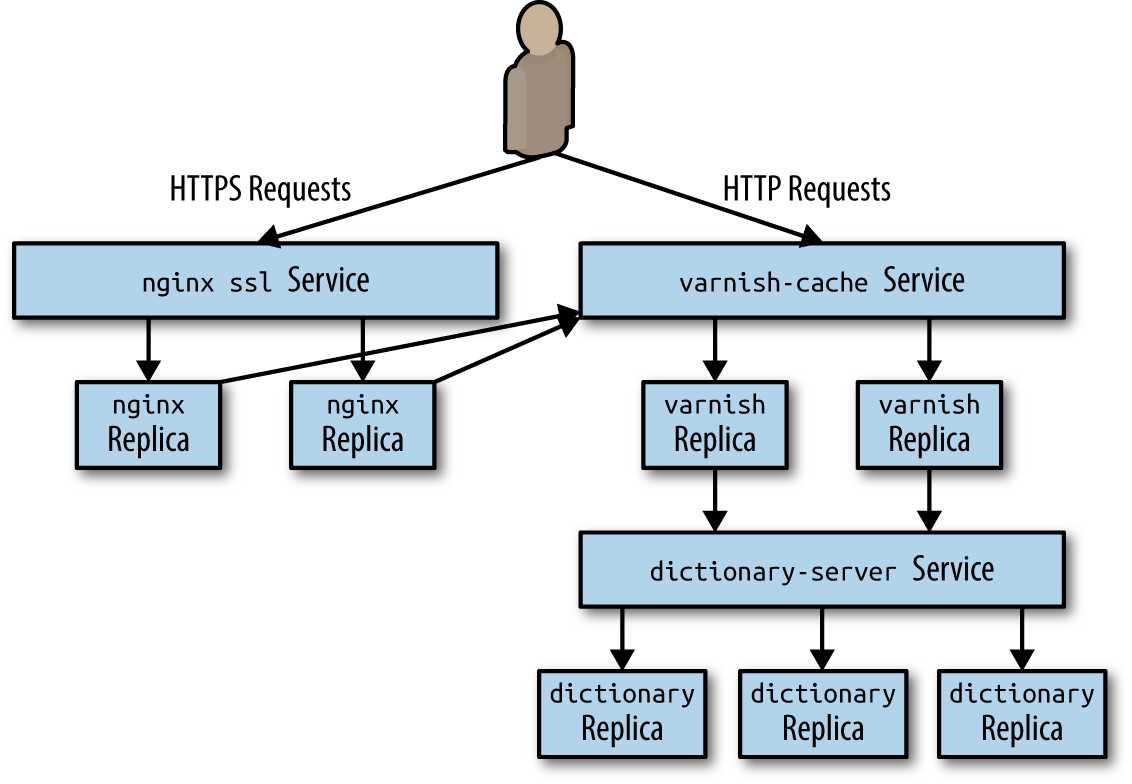 HTTPS Requests
HTTP Requests
nginx ssl Service
varnish-cache Service
nginx
Replica
nginx
Replica
varnish
Replica
varnish
Replica
dictionary-server Service
dictionary
Replica
dictionary
Replica
dictionary
Replica